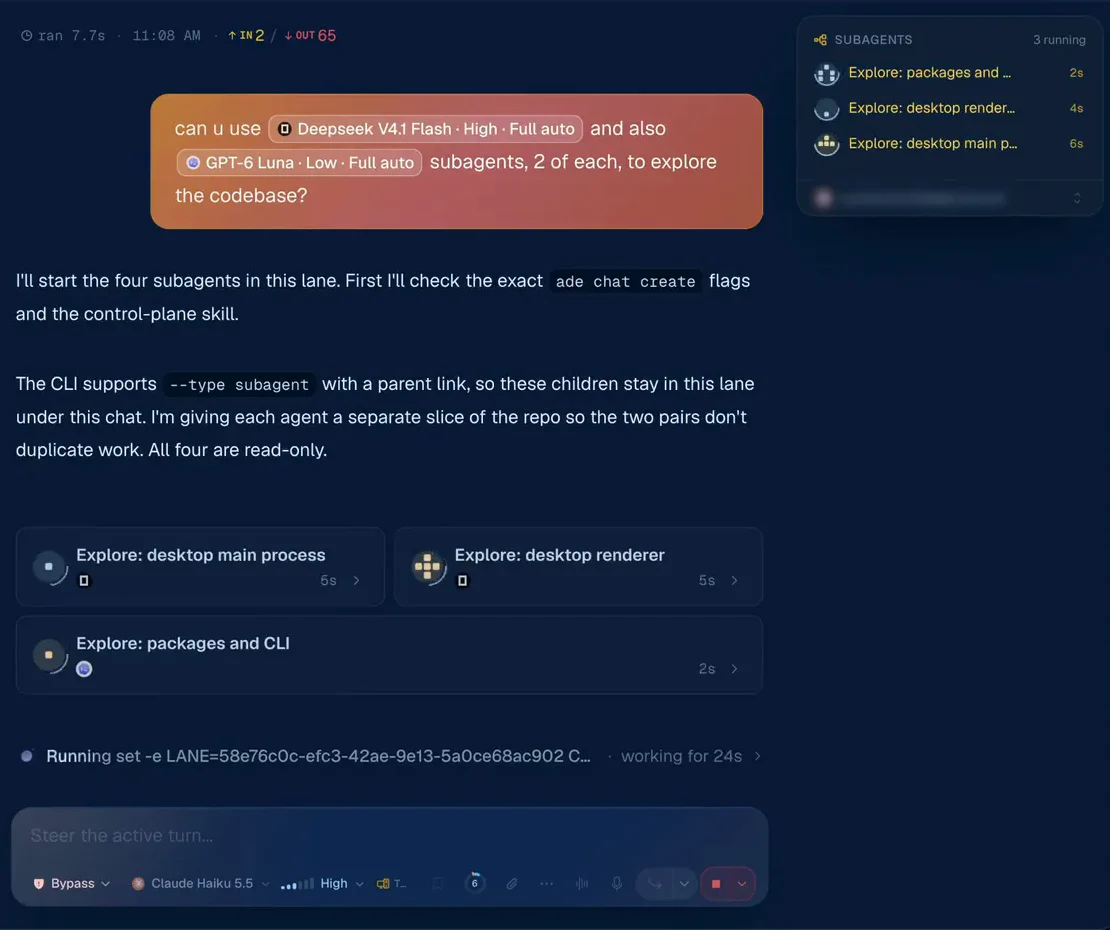 ran 7.7s · 11:08 AM · ↑ IN 2 / ↓ OUT 65
can u use Deepseek V4.1 Flash · High · Full auto and also
GPT-6 Luna · Low · Full auto subagents, 2 of each, to explore
the codebase?
I'll start the four subagents in this lane. First I'll check the exact ade chat create flags
and the control-plane skill.
The CLI supports --type subagent with a parent link, so these children stay in this lane
under this chat. I'm giving each agent a separate slice of the repo so the two pairs don't
duplicate work. All four are read-only.
Explore: desktop main process
5s
Explore: desktop renderer
5s
Explore: packages and CLI
2s
Running set -e LANE=58e76c0c-efc3-42ae-9e13-5a0ce68ac902 C... · working for 24s
Steer the active turn...
Bypass Claude Haiku 5.5 High T... 6
SUBAGENTS 3 running
Explore: packages and ... 2s
Explore: desktop render... 4s
Explore: desktop main p... 6s